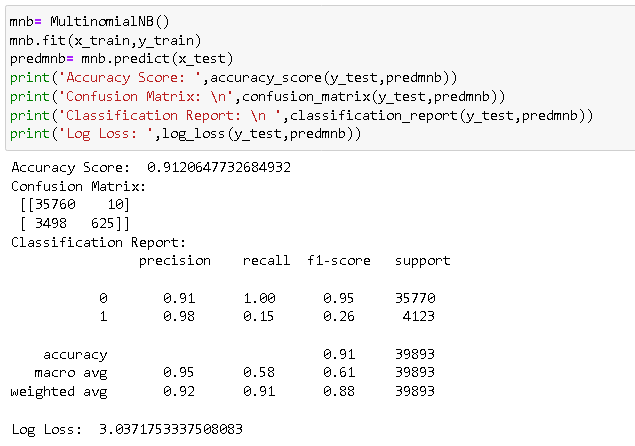 mnb= MultinomialNB()
mnb.fit(x_train,y_train)
predmnb= mnb.predict(x_test)
print('Accuracy Score: ',accuracy_score(y_test,predmnb))
print('Confusion Matrix: \n',confusion_matrix(y_test,predmnb))
print('Classification Report: \n ',classification_report(y_test,predmnb))
print('Log Loss: ',log_loss(y_test,predmnb))
Accuracy Score:  0.9120647732684932
Confusion Matrix:
 [[35760    10]
 [ 3498   625]]
Classification Report:
               precision    recall  f1-score   support
           0       0.91      1.00      0.95     35770
           1       0.98      0.15      0.26      4123
    accuracy                           0.91     39893
   macro avg       0.95      0.58      0.61     39893
weighted avg       0.92      0.91      0.88     39893
Log Loss:  3.0371753337508083